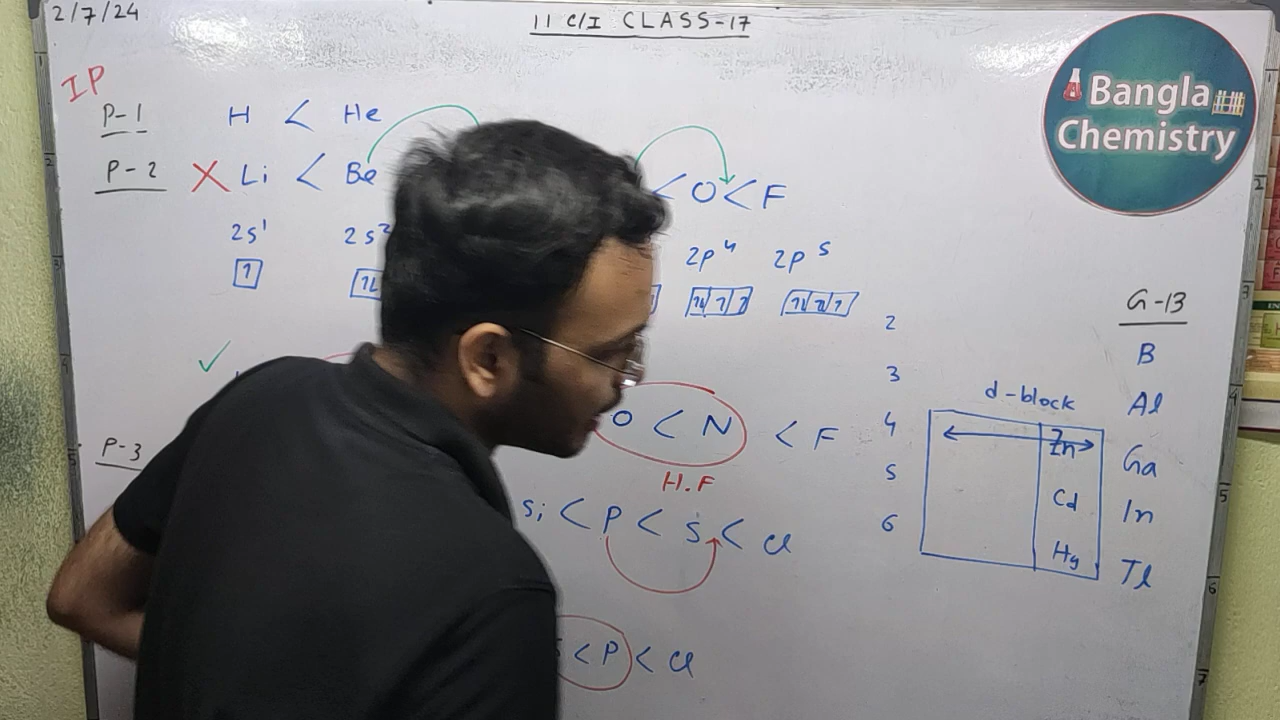 2/7/24
11 C/I CLASS-17
Bangla
Chemistry
IP
P-1 H < He
P-2 X Li < Be < O < F
2s¹ 2s² 2p⁴ 2p⁵
G-13
2 B
3 Al
d-block
4 Zn Ga
5 Cd In
6 Hg Tl
O < N < F
H.F
P-3
Si < P < S < Cl
S < P < Cl